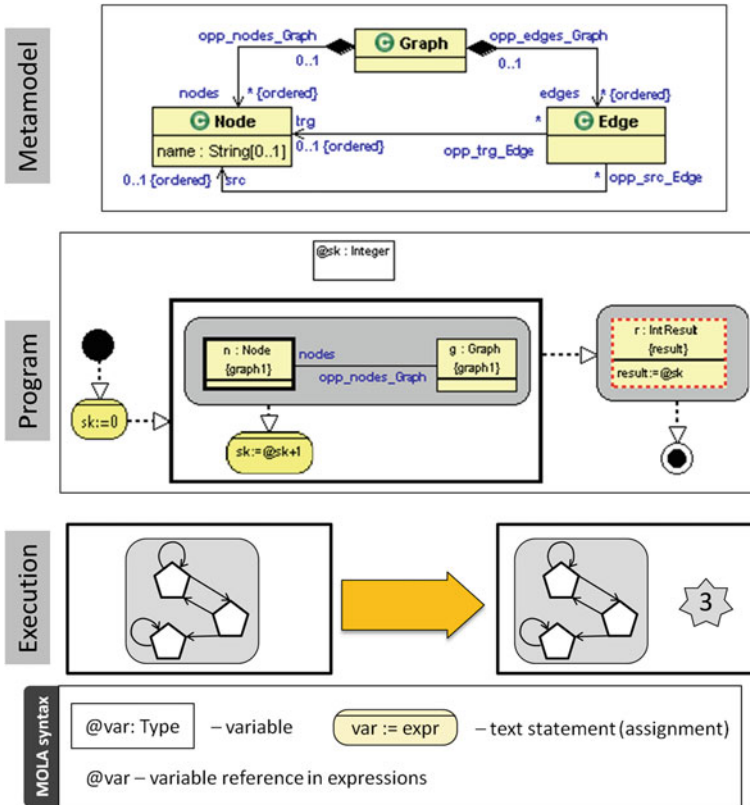 Metamodel
opp_nodes_Graph
Graph
opp_edges_Graph
0..1
0..1
nodes
* {ordered}
edges
* {ordered}
Node
trg
*
Edge
name : String[0..1]
0..1 {ordered}
opp_trg_Edge
0..1 {ordered}
src
*
opp_src_Edge
Program
@sk : Integer
n : Node
{graph1}
nodes
opp_nodes_Graph
g : Graph
{graph1}
r : IntResult
{result}
result:=@sk
sk:=0
sk:=@sk+1
Execution
3
MOLA syntax
@var: Type
– variable
var := expr
– text statement (assignment)
@var – variable reference in expressions